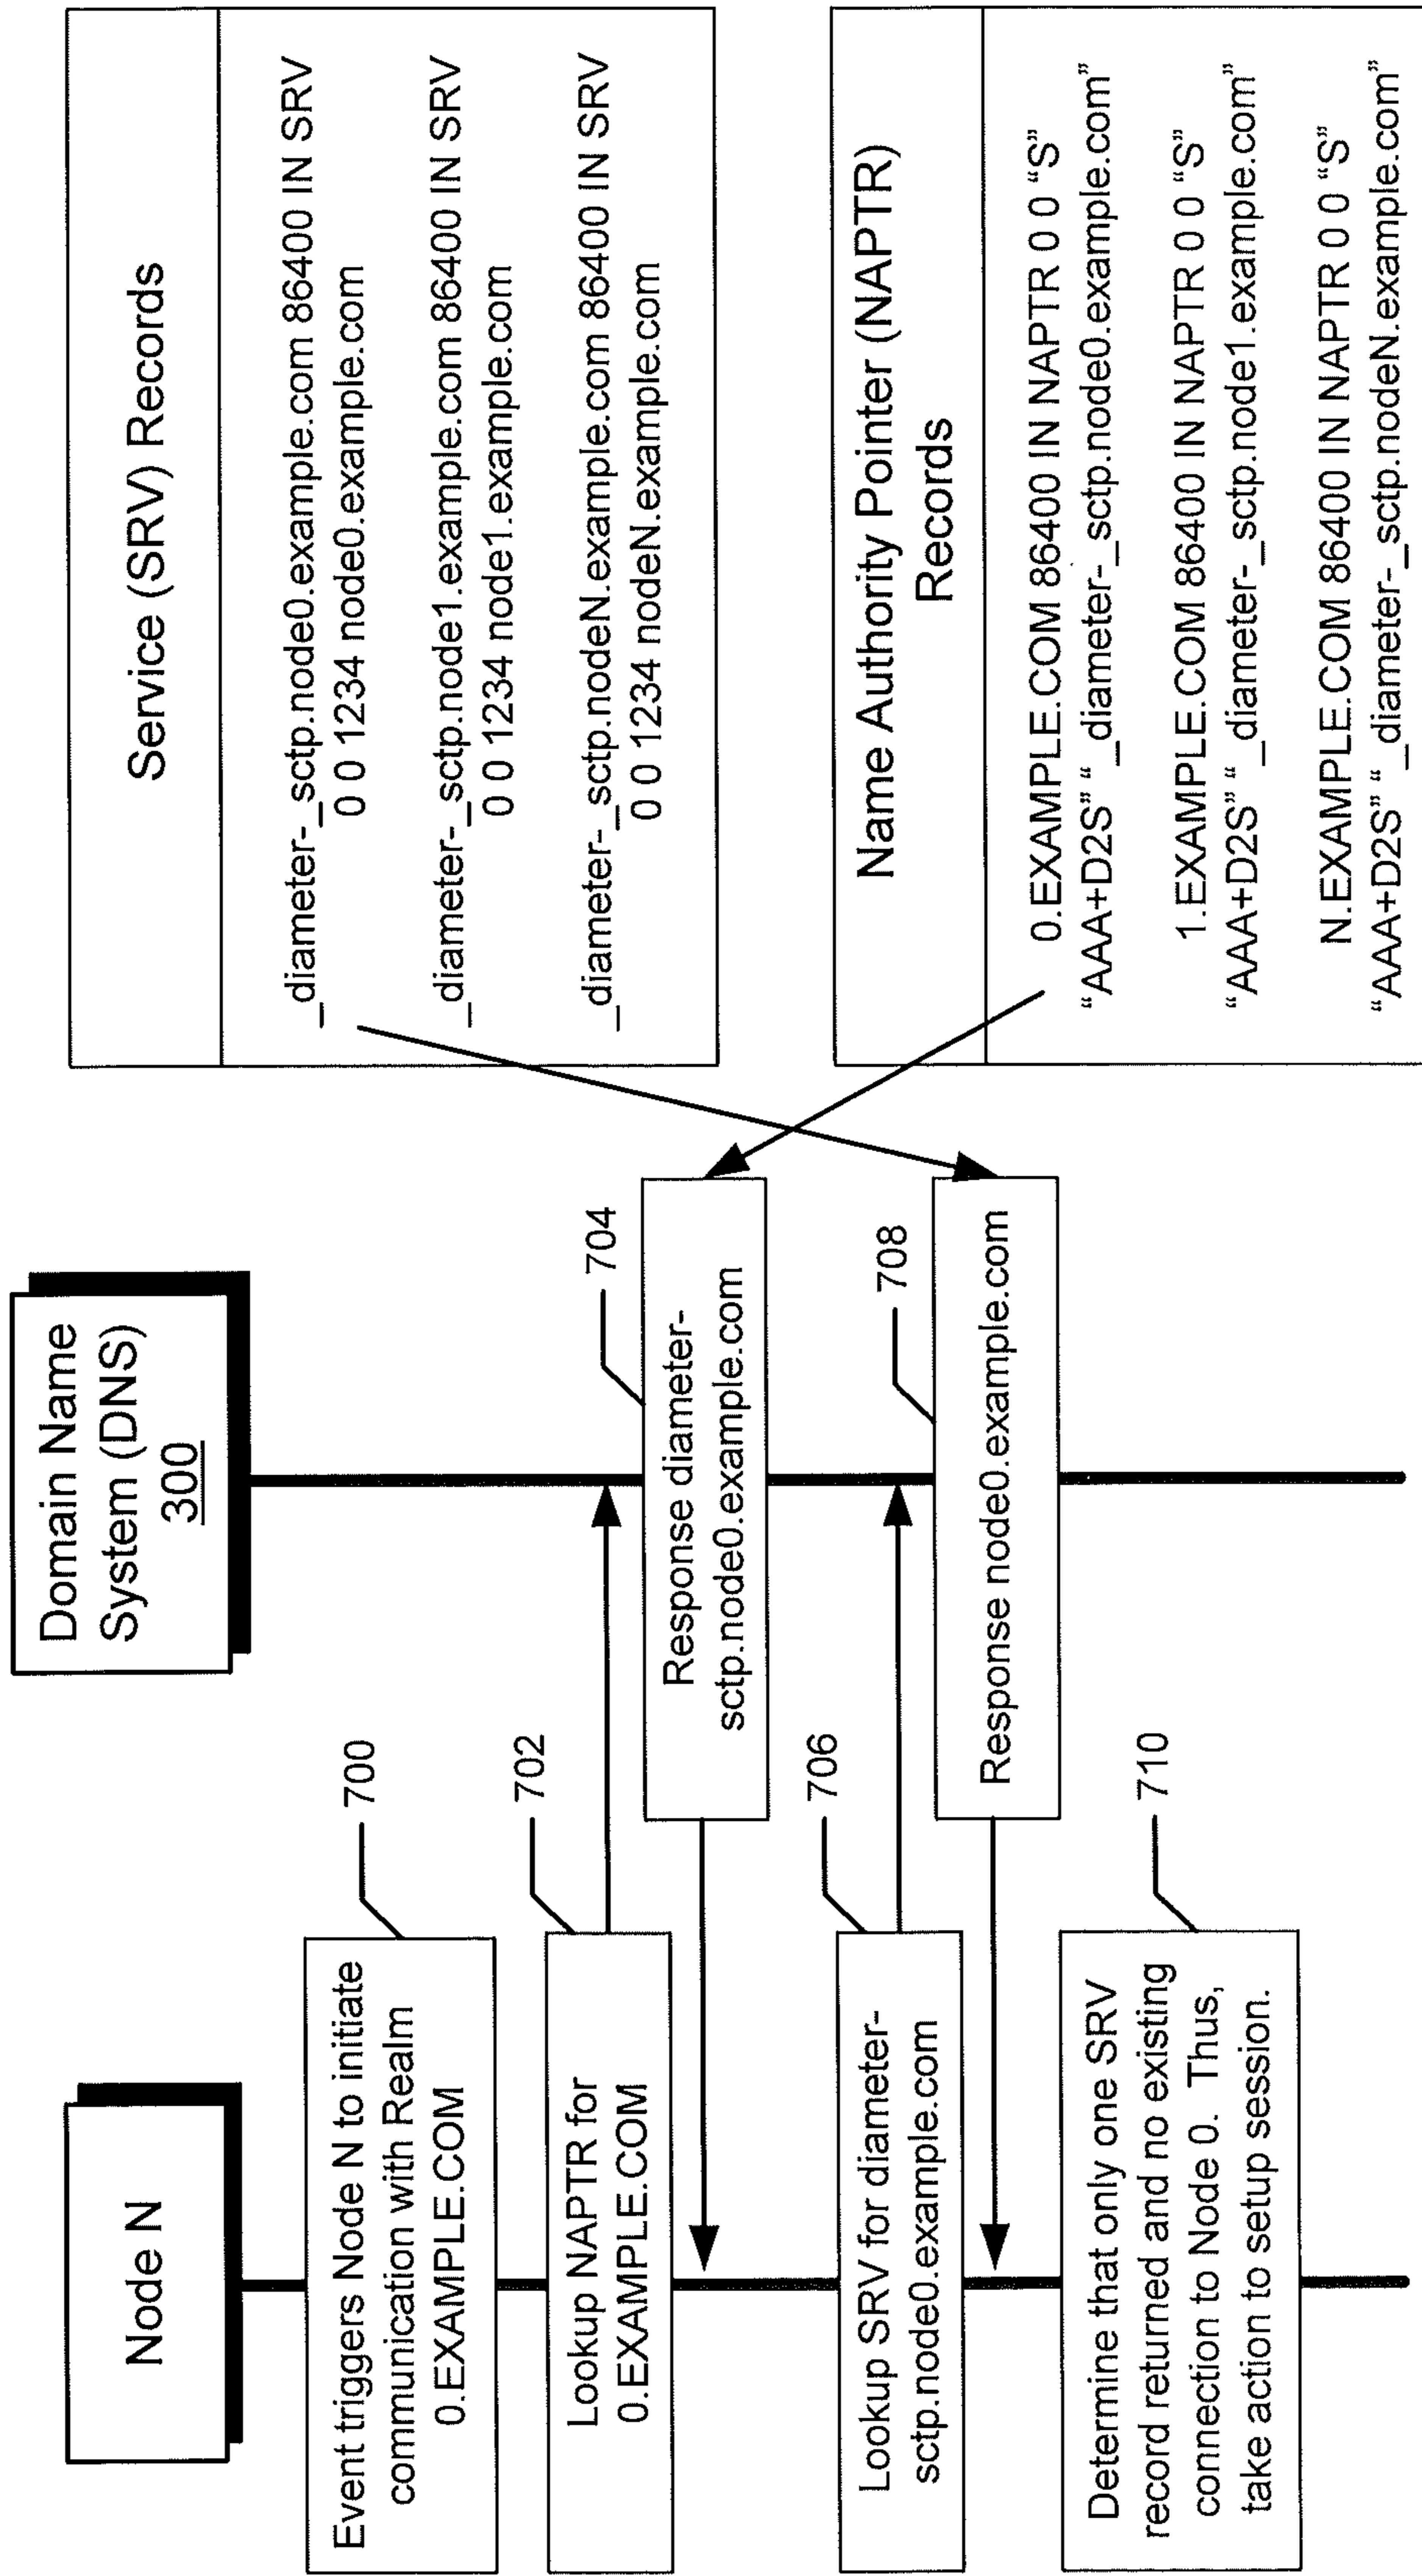 Node N
Domain Name
System (DNS)
300
Event triggers Node N to initiate
communication with Realm
0.EXAMPLE.COM
700
Lookup NAPTR for
0.EXAMPLE.COM
702
Response diameter-
sctp.node0.example.com
704
Lookup SRV for diameter-
sctp.node0.example.com
706
Response node0.example.com
708
Determine that only one SRV
record returned and no existing
connection to Node 0. Thus,
take action to setup session.
710
Service (SRV) Records
_diameter-_sctp.node0.example.com 86400 IN SRV
0 0 1234 node0.example.com
_diameter-_sctp.node1.example.com 86400 IN SRV
0 0 1234 node1.example.com
_diameter-_sctp.nodeN.example.com 86400 IN SRV
0 0 1234 nodeN.example.com
Name Authority Pointer (NAPTR)
Records
0.EXAMPLE.COM 86400 IN NAPTR 0 0 “S”
“AAA+D2S” “_diameter-_sctp.node0.example.com”
1.EXAMPLE.COM 86400 IN NAPTR 0 0 “S”
“AAA+D2S” “_diameter-_sctp.node1.example.com”
N.EXAMPLE.COM 86400 IN NAPTR 0 0 “S”
“AAA+D2S” “_diameter-_sctp.nodeN.example.com”